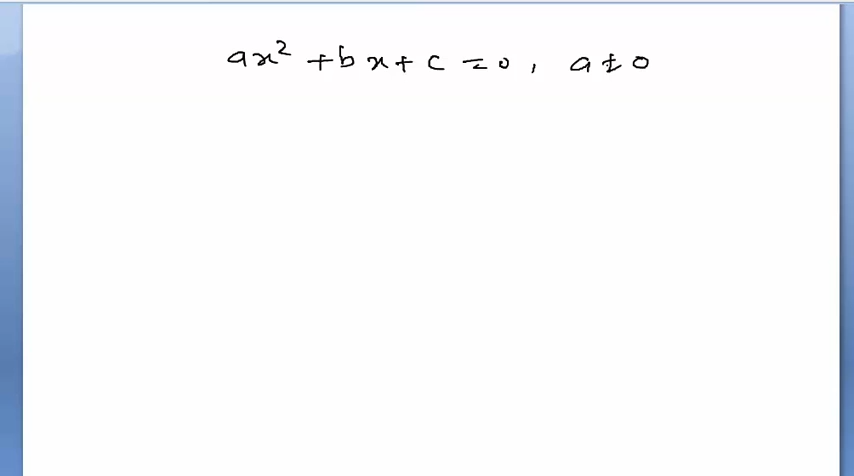 ax² + bx + c = 0, a ≠ 0